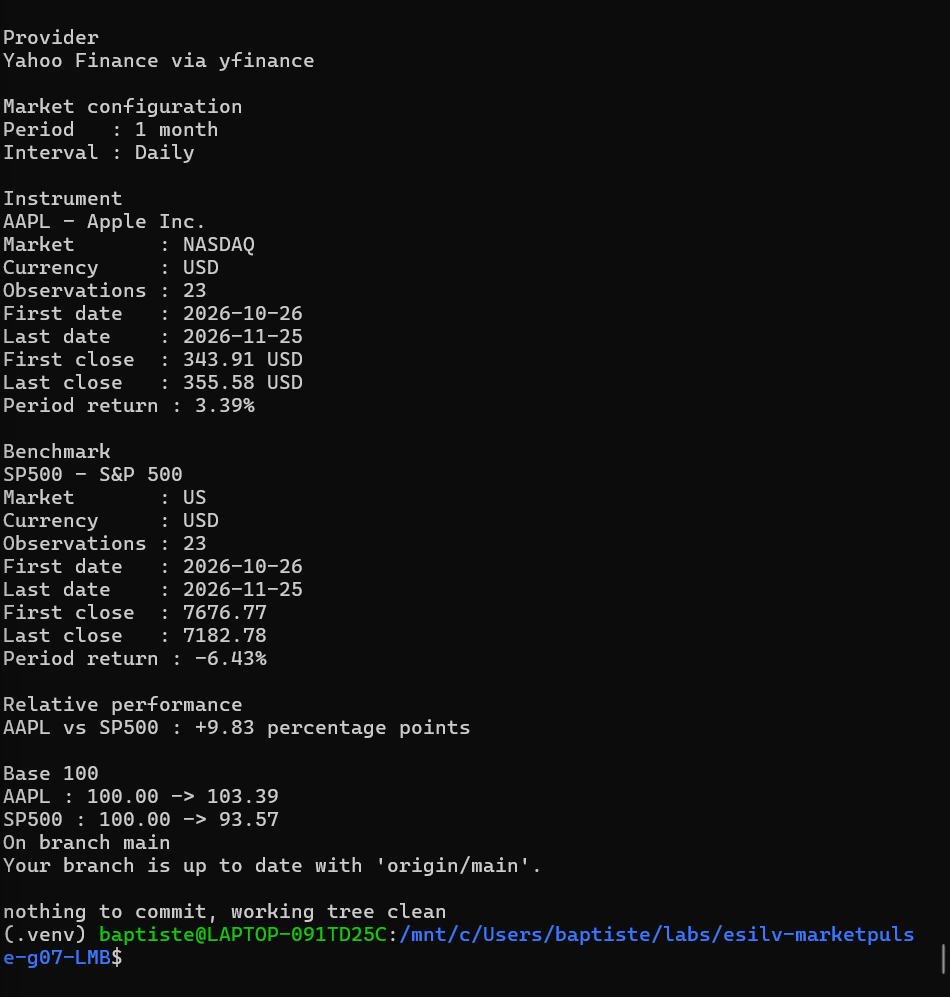 Provider
Yahoo Finance via yfinance
Market configuration
Period   : 1 month
Interval : Daily
Instrument
AAPL - Apple Inc.
Market       : NASDAQ
Currency     : USD
Observations : 23
First date   : 2026-10-26
Last date    : 2026-11-25
First close  : 343.91 USD
Last close   : 355.58 USD
Period return : 3.39%
Benchmark
SP500 - S&P 500
Market       : US
Currency     : USD
Observations : 23
First date   : 2026-10-26
Last date    : 2026-11-25
First close  : 7676.77
Last close   : 7182.78
Period return : -6.43%
Relative performance
AAPL vs SP500 : +9.83 percentage points
Base 100
AAPL : 100.00 -> 103.39
SP500 : 100.00 -> 93.57
On branch main
Your branch is up to date with 'origin/main'.
nothing to commit, working tree clean
(.venv) baptiste@LAPTOP-091TD25C:/mnt/c/Users/baptiste/labs/esilv-marketpuls
e-g07-LMB$